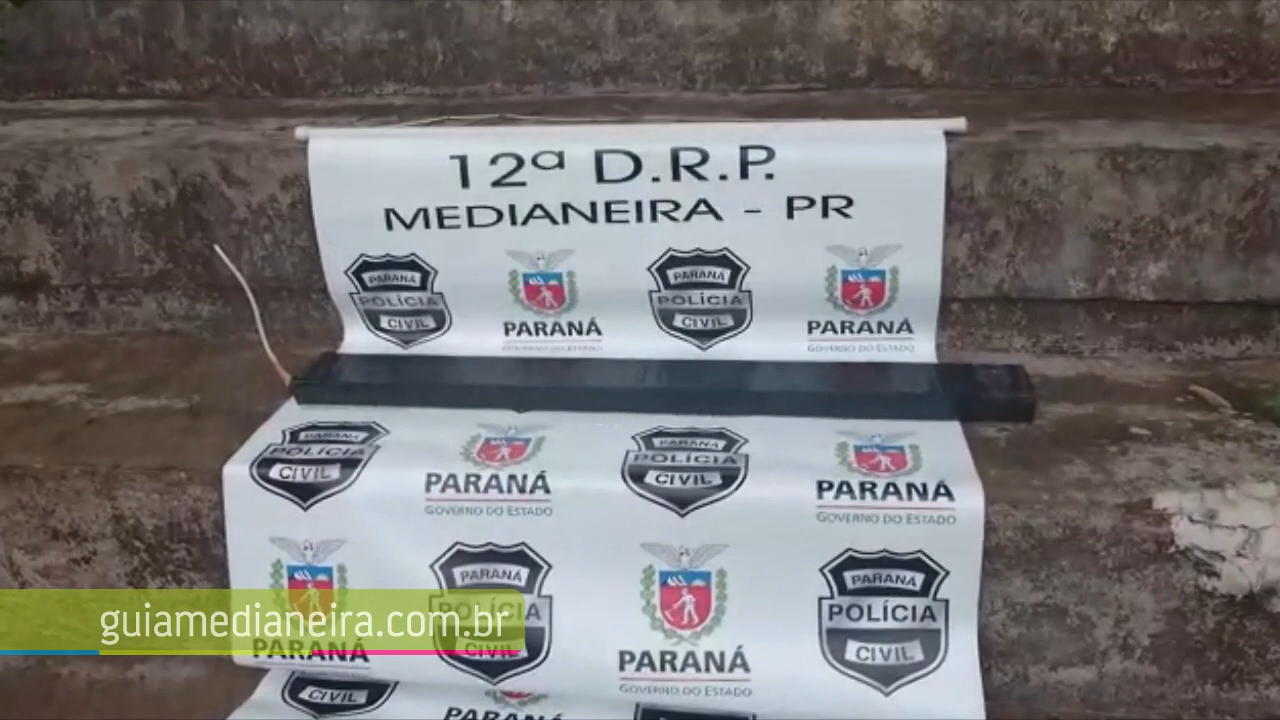 12ª D.R.P.
MEDIANEIRA - PR
PARANÁ
POLÍCIA
CIVIL
PARANÁ
GOVERNO DO ESTADO
PARANÁ
POLÍCIA
CIVIL
PARANÁ
GOVERNO DO ESTADO
PARANÁ
POLÍCIA
CIVIL
PARANÁ
GOVERNO DO ESTADO
PARANÁ
POLÍCIA
CIVIL
PARANÁ
GOVERNO DO ESTADO
PARANÁ
PARANÁ
POLÍCIA
CIVIL
PARANÁ
GOVERNO DO ESTADO
PARANÁ
POLÍCIA
CIVIL
guiamedianeira.com.br
CIVIL
PARANÁ